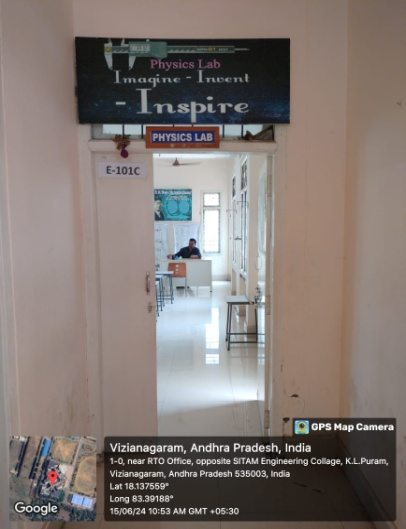 Physics Lab
Imagine - Invent
- Inspire
PHYSICS LAB
E-101C
GPS Map Camera
Vizianagaram, Andhra Pradesh, India
1-0, near RTO Office, opposite SITAM Engineering Collage, K.L.Puram,
Vizianagaram, Andhra Pradesh 535003, India
Lat 18.137559°
Long 83.39188°
15/06/24 10:53 AM GMT +05:30
Google